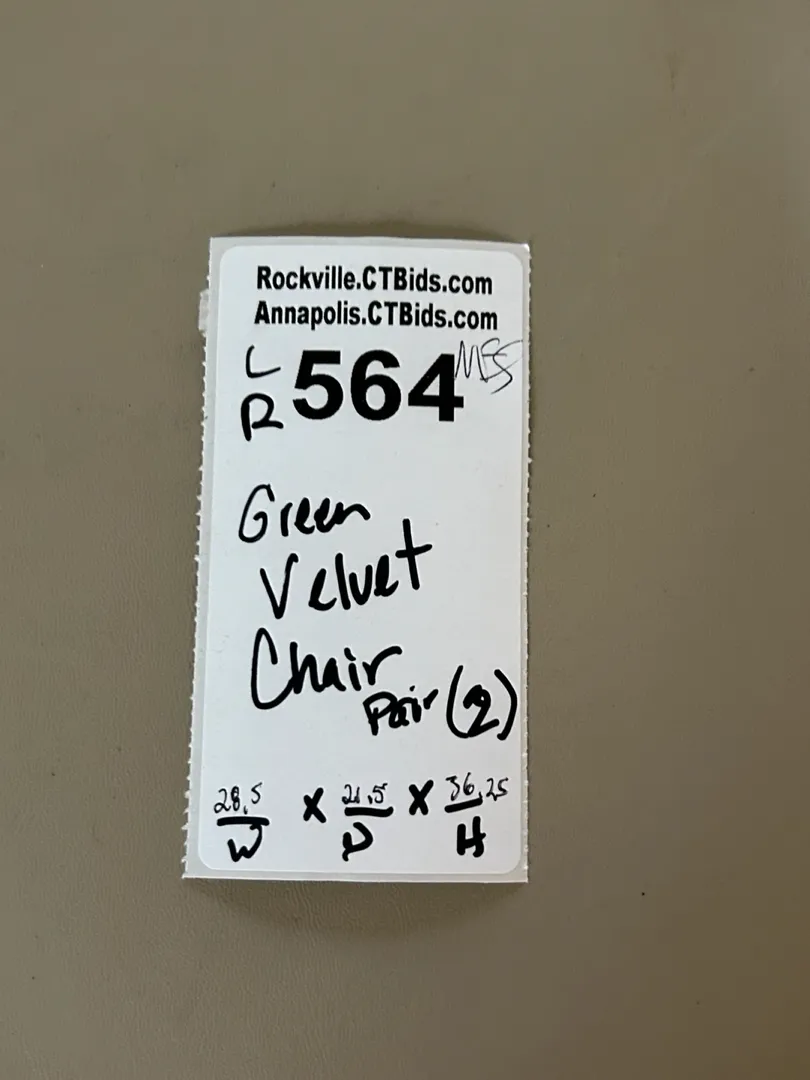 Rockville.CTBids.com
Annapolis.CTBids.com
LR 564 MES
Green
Velvet
Chair
Pair (2)
28.5 x 21.5 x 36.25
W D H